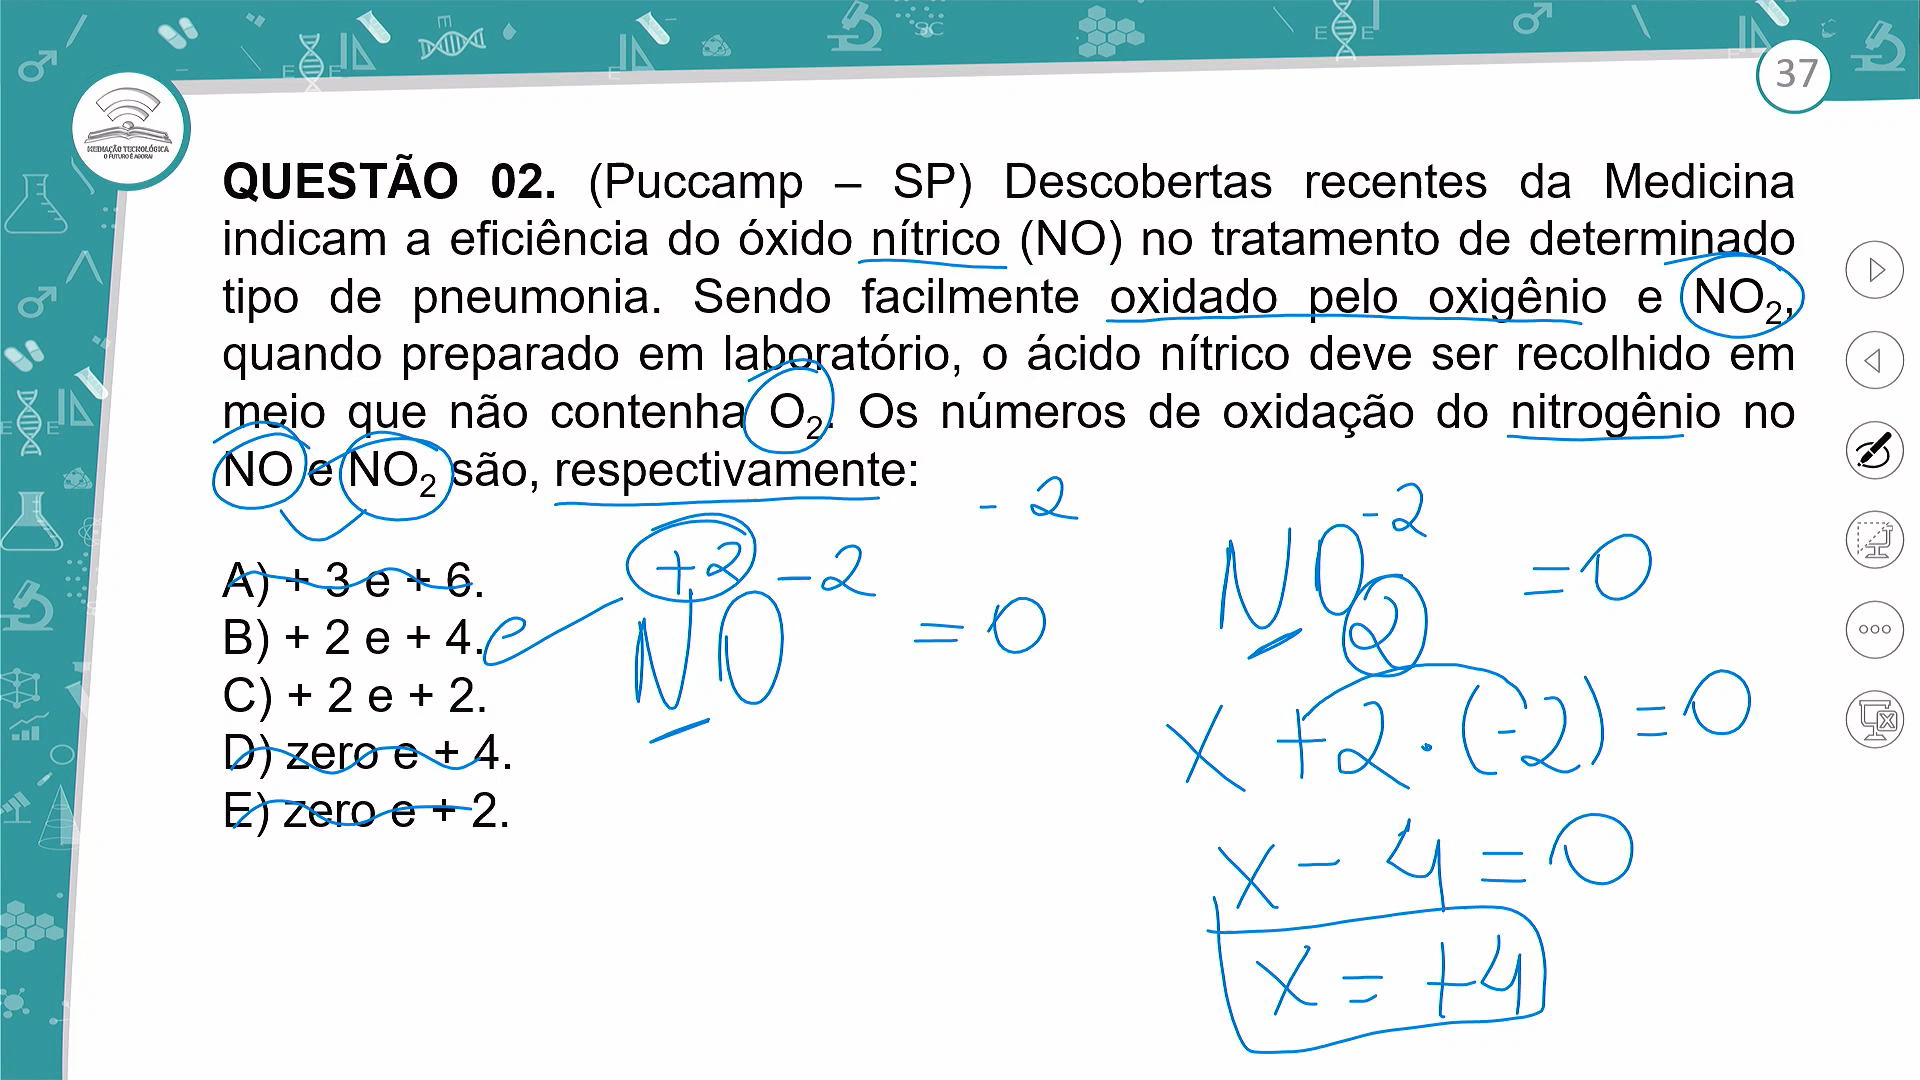 37
MEDIAÇÃO TECNOLÓGICA
O FUTURO É AGORA!
QUESTÃO 02. (Puccamp – SP) Descobertas recentes da Medicina
indicam a eficiência do óxido nítrico (NO) no tratamento de determinado
tipo de pneumonia. Sendo facilmente oxidado pelo oxigênio e NO₂,
quando preparado em laboratório, o ácido nítrico deve ser recolhido em
meio que não contenha O₂. Os números de oxidação do nitrogênio no
NO e NO₂ são, respectivamente:
A) + 3 e + 6.
B) + 2 e + 4.
C) + 2 e + 2.
D) zero e + 4.
E) zero e + 2.
- 2
+2 -2
NO = 0
-2
NO₂ = 0
x + 2 . (-2) = 0
x - 4 = 0
x = +4